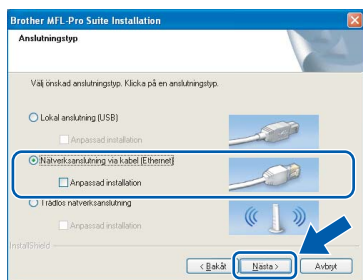 Brother MFL-Pro Suite Installation
Anslutningstyp
Välj önskad anslutningstyp. Klicka på en anslutningstyp.
Lokal anslutning (USB)
Anpassad installation
Nätverksanslutning via kabel (Ethernet)
Anpassad installation
Trådlös nätverksanslutning
Anpassad installation
InstallShield
< Bakåt
Nästa >
Avbryt